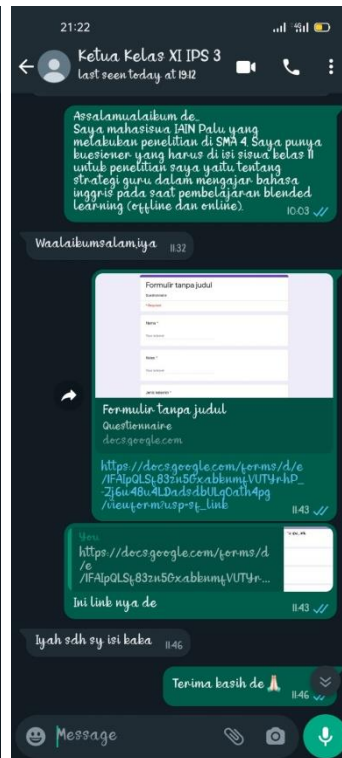 21:22
Ketua Kelas XI IPS 3
last seen today at 19.12
Assalamualaikum de..
Saya mahasiswa IAIN Palu yang
melakukan penelitian di SMA 4. Saya punya
kuesioner yang harus di isi siswa kelas 11
untuk penelitian saya yaitu tentang
strategi guru dalam mengajar bahasa
inggris pada saat pembelajaran blended
learning (offline dan online).
10.03
Waalaikumsalam,iya
11.32
Formulir tanpa judul
Questionnaire
Nama *
Kelas *
Jenis kelamin *
Formulir tanpa judul
Questionnaire
docs.google.com
https://docs.google.com/forms/d/e
/viewform?usp=sf_link
11.43
You
https://docs.google.com/forms/d
/e
Ini link nya de
11.43
Iyah sdh sy isi kaka
11.46
Terima kasih de 🙏🏻
11.46
Message